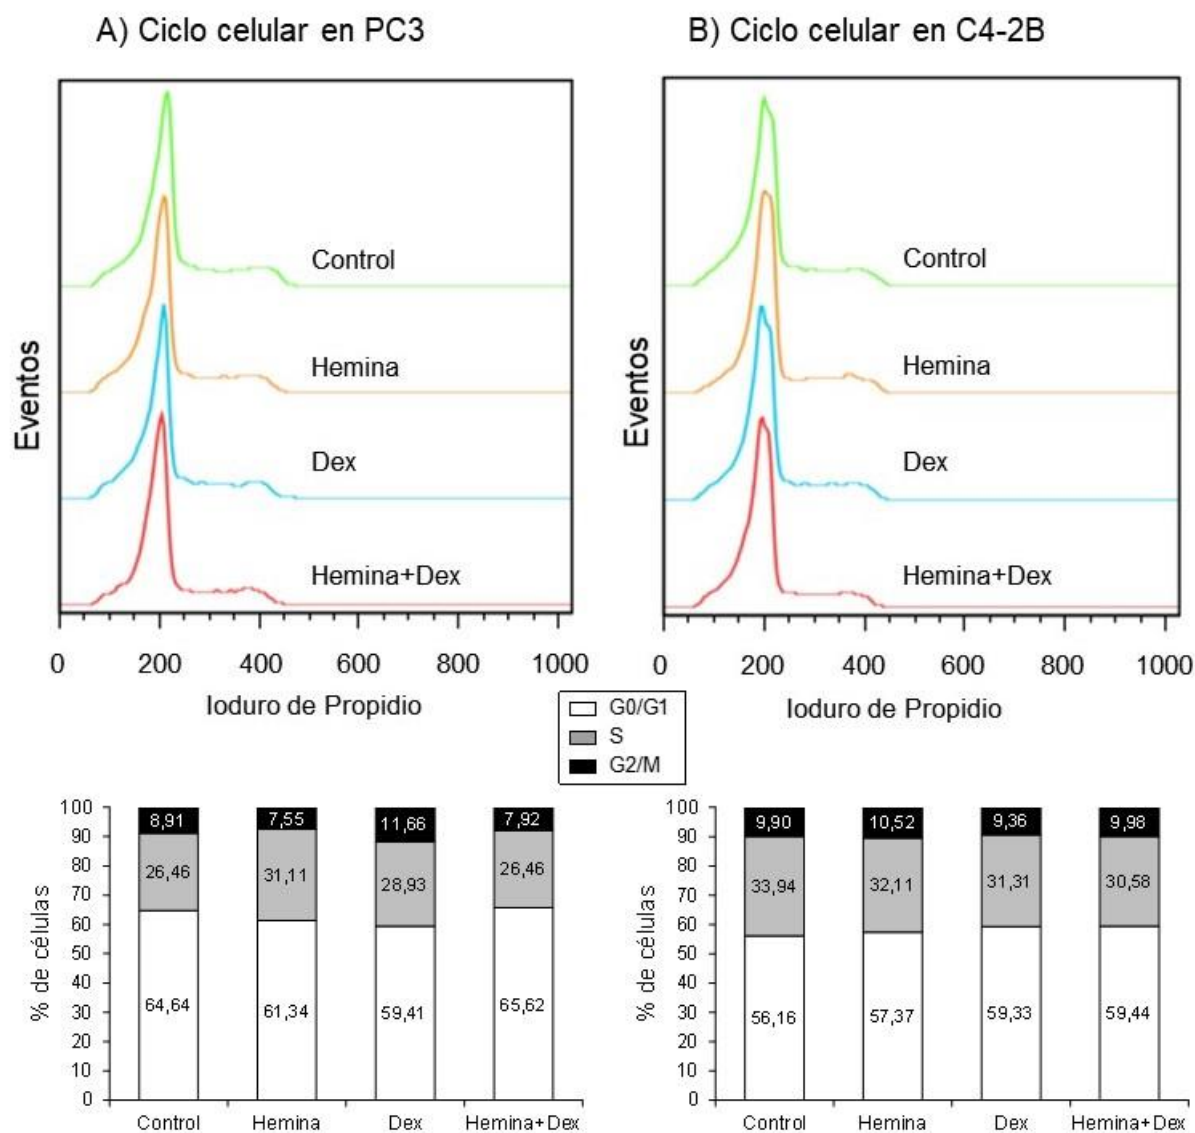 A) Ciclo celular en PC3
B) Ciclo celular en C4-2B
Eventos
Control
Hemina
Dex
Hemina+Dex
0 200 400 600 800 1000
Ioduro de Propidio
Eventos
Control
Hemina
Dex
Hemina+Dex
0 200 400 600 800 1000
Ioduro de Propidio
G0/G1
S
G2/M
% de células
100
90
80
70
60
50
40
30
20
10
0
8,91 7,55 11,66 7,92
26,46 31,11 28,93 26,46
64,64 61,34 59,41 65,62
Control Hemina Dex Hemina+Dex
% de células
100
90
80
70
60
50
40
30
20
10
0
9,90 10,52 9,36 9,98
33,94 32,11 31,31 30,58
56,16 57,37 59,33 59,44
Control Hemina Dex Hemina+Dex